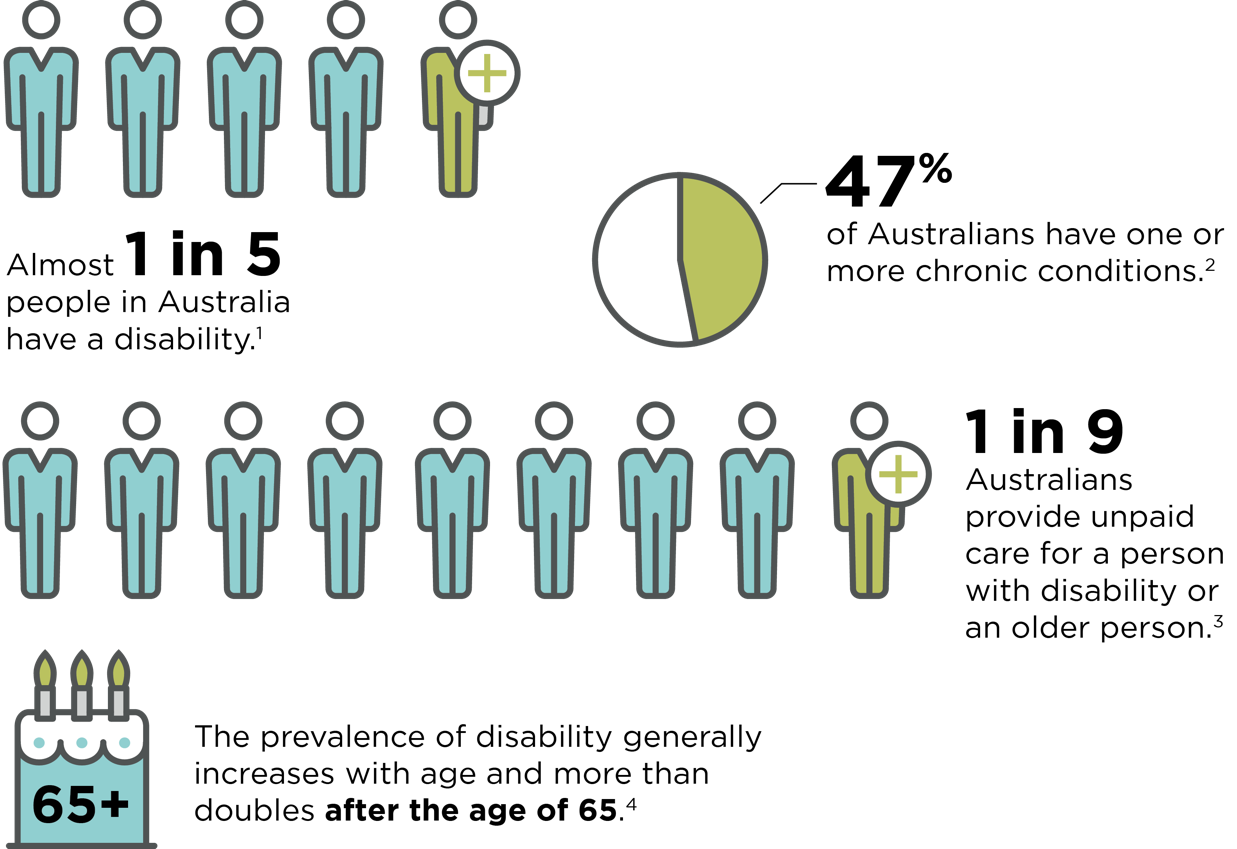 Almost 1 in 5
people in Australia
have a disability.¹
47%
of Australians have one or
more chronic conditions.²
1 in 9
Australians
provide unpaid
care for a person
with disability or
an older person.³
65+
The prevalence of disability generally
increases with age and more than
doubles after the age of 65.⁴